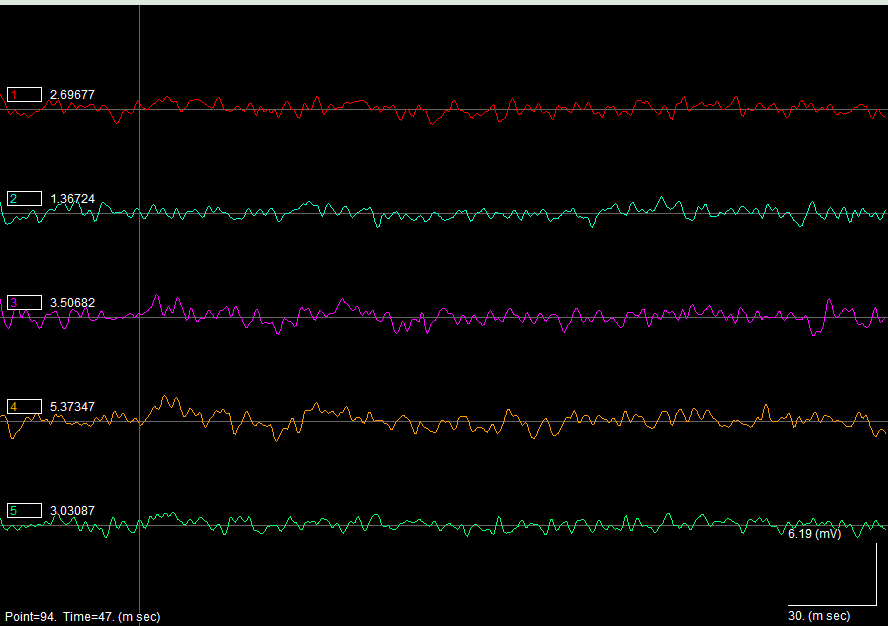 1 2.69677
2 1.36724
3 3.50682
4 5.37347
5 3.03087
6.19 (mV)
30. (m sec)
Point=94. Time=47. (m sec)